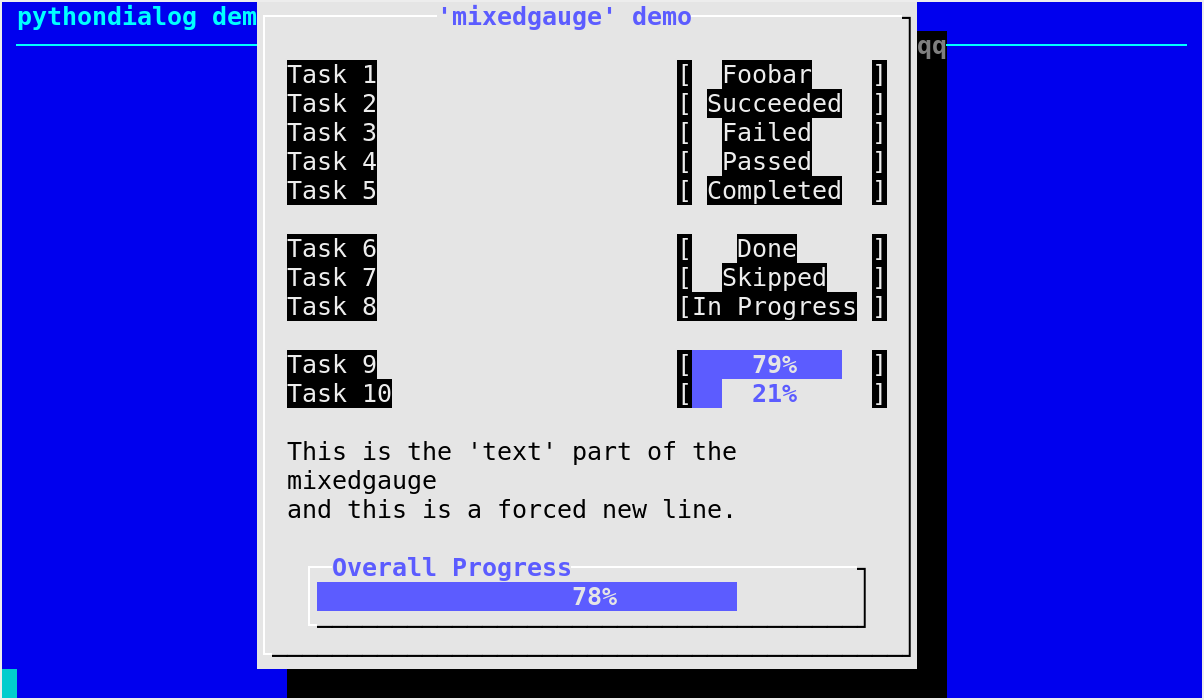 pythondialog dem
'mixedgauge' demo
qq
Task 1 [ Foobar ]
Task 2 [ Succeeded ]
Task 3 [ Failed ]
Task 4 [ Passed ]
Task 5 [ Completed ]
Task 6 [ Done ]
Task 7 [ Skipped ]
Task 8 [In Progress ]
Task 9 [ 79% ]
Task 10 [ 21% ]
This is the 'text' part of the
mixedgauge
and this is a forced new line.
Overall Progress
78%